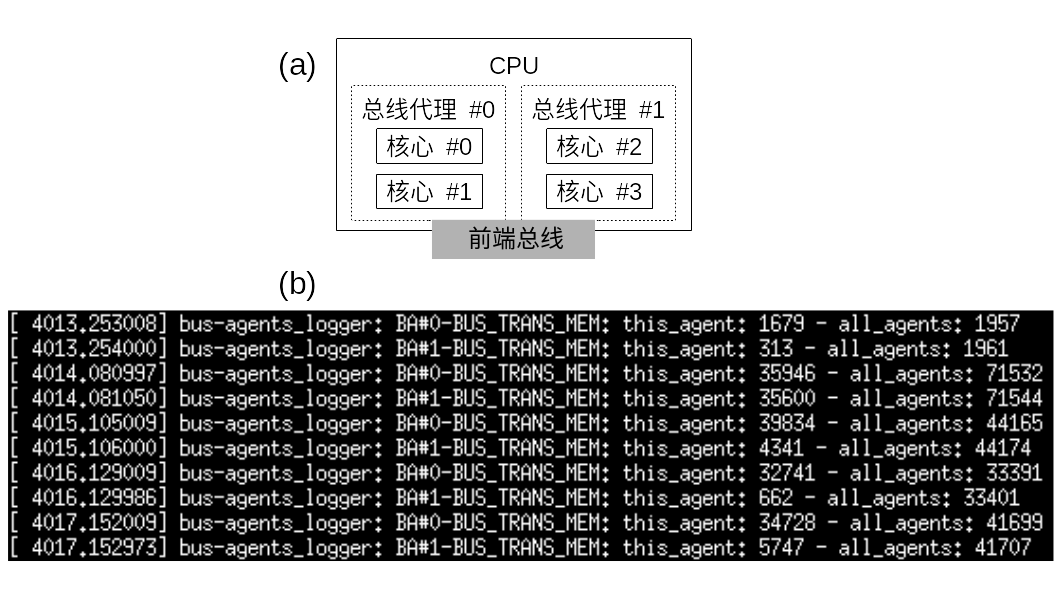 (a)
CPU
总线代理 #0
核心 #0
核心 #1
总线代理 #1
核心 #2
核心 #3
前端总线
(b)
[ 4013.253008] bus-agents_logger: BA#0-BUS_TRANS_MEM: this_agent: 1679 - all_agents: 1957
[ 4013.254000] bus-agents_logger: BA#1-BUS_TRANS_MEM: this_agent: 313 - all_agents: 1961
[ 4014.080997] bus-agents_logger: BA#0-BUS_TRANS_MEM: this_agent: 35946 - all_agents: 71532
[ 4014.081050] bus-agents_logger: BA#1-BUS_TRANS_MEM: this_agent: 35600 - all_agents: 71544
[ 4015.105009] bus-agents_logger: BA#0-BUS_TRANS_MEM: this_agent: 39834 - all_agents: 44165
[ 4015.106000] bus-agents_logger: BA#1-BUS_TRANS_MEM: this_agent: 4341 - all_agents: 44174
[ 4016.129009] bus-agents_logger: BA#0-BUS_TRANS_MEM: this_agent: 32741 - all_agents: 33391
[ 4016.129986] bus-agents_logger: BA#1-BUS_TRANS_MEM: this_agent: 662 - all_agents: 33401
[ 4017.152009] bus-agents_logger: BA#0-BUS_TRANS_MEM: this_agent: 34728 - all_agents: 41699
[ 4017.152973] bus-agents_logger: BA#1-BUS_TRANS_MEM: this_agent: 5747 - all_agents: 41707